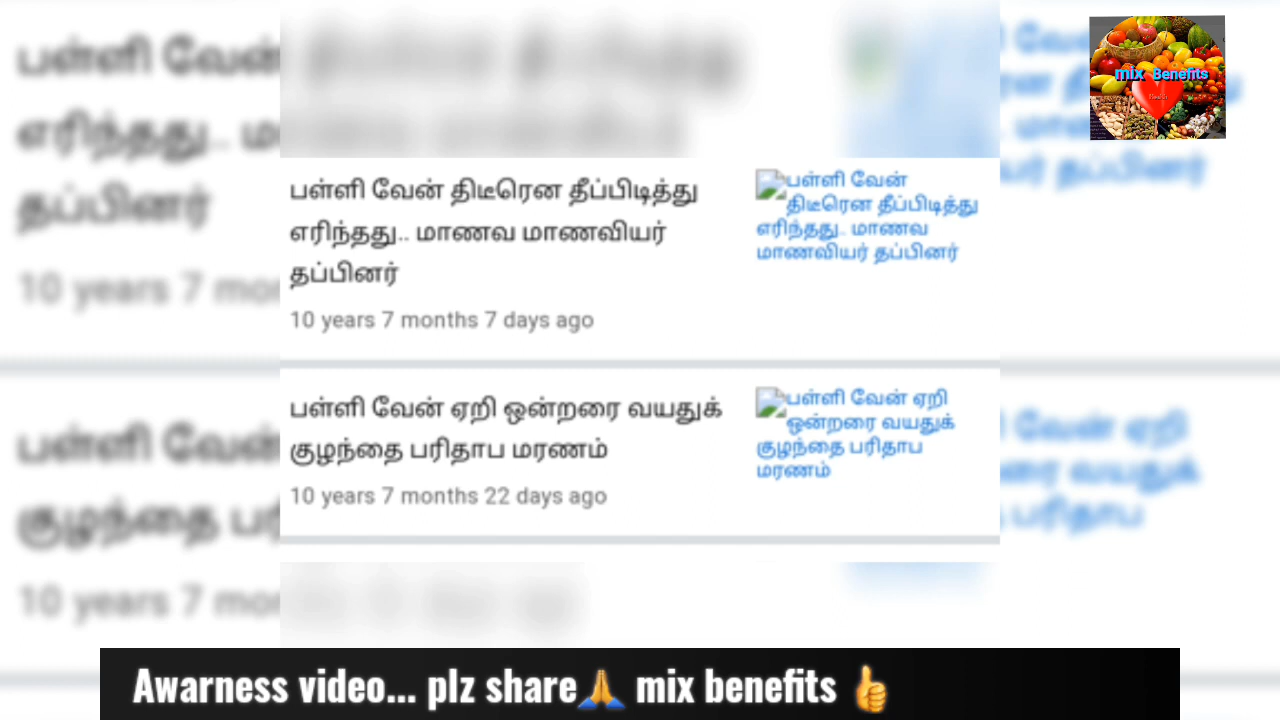 பள்ளி வேன் திடீரென தீப்பிடித்து
எரிந்தது.. மாணவ மாணவியர்
தப்பினர்
10 years 7 months 7 days ago
பள்ளி வேன்
திடீரென தீப்பிடித்து
எரிந்தது.. மாணவ
மாணவியர் தப்பினர்
பள்ளி வேன் ஏறி ஒன்றரை வயதுக்
குழந்தை பரிதாப மரணம்
10 years 7 months 22 days ago
பள்ளி வேன் ஏறி
ஒன்றரை வயதுக்
குழந்தை பரிதாப
மரணம்
mix Benefits
Health
Awarness video... plz share🙏 mix benefits 👍